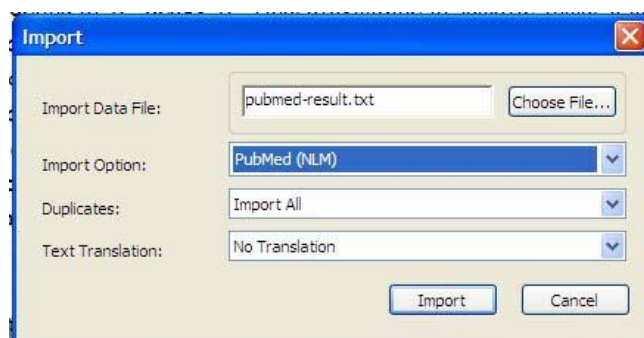 Import
Import Data File:
pubmed-result.txt
Choose File...
Import Option:
PubMed (NLM)
Duplicates:
Import All
Text Translation:
No Translation
Import
Cancel